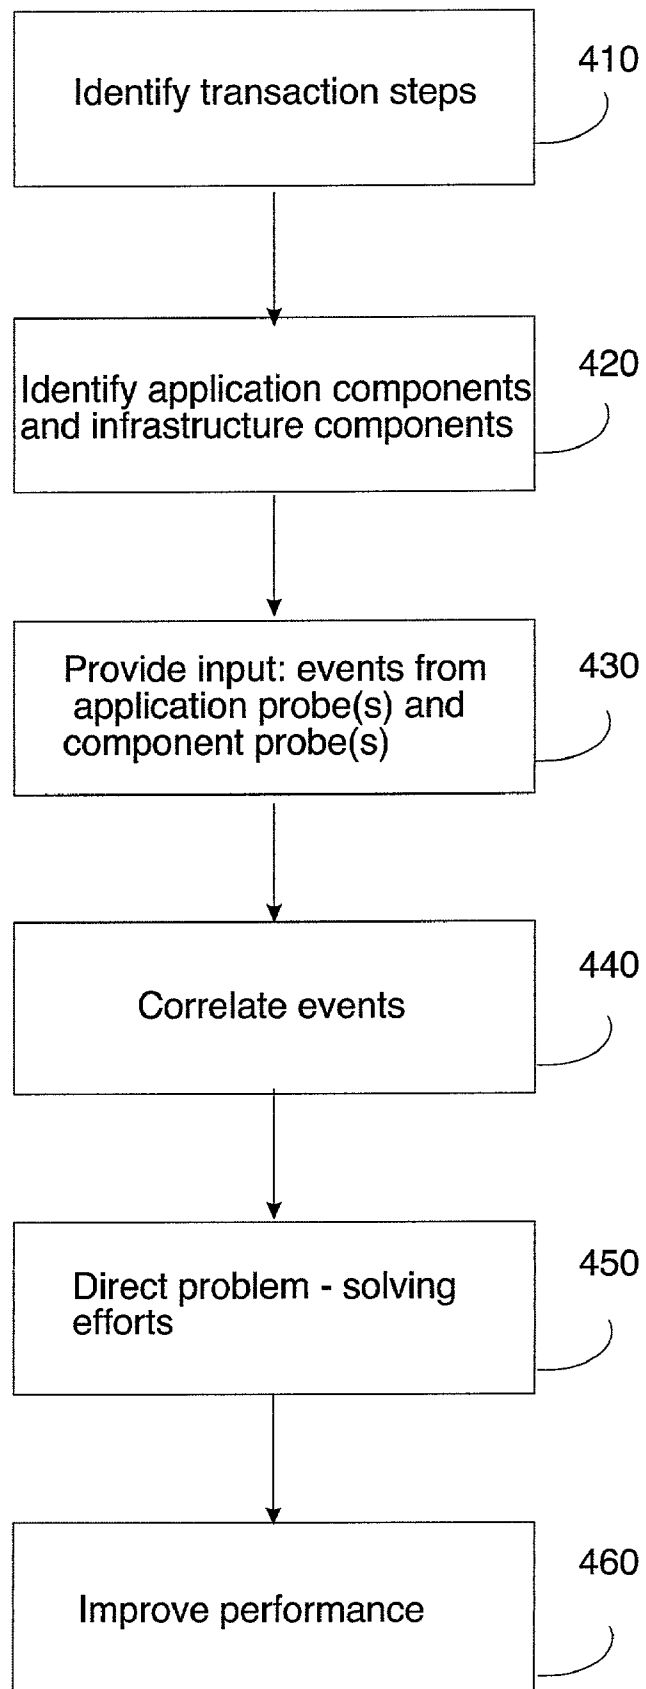 Identify transaction steps
410
Identify application components
and infrastructure components
420
Provide input: events from
application probe(s) and
component probe(s)
430
Correlate events
440
Direct problem - solving
efforts
450
Improve performance
460